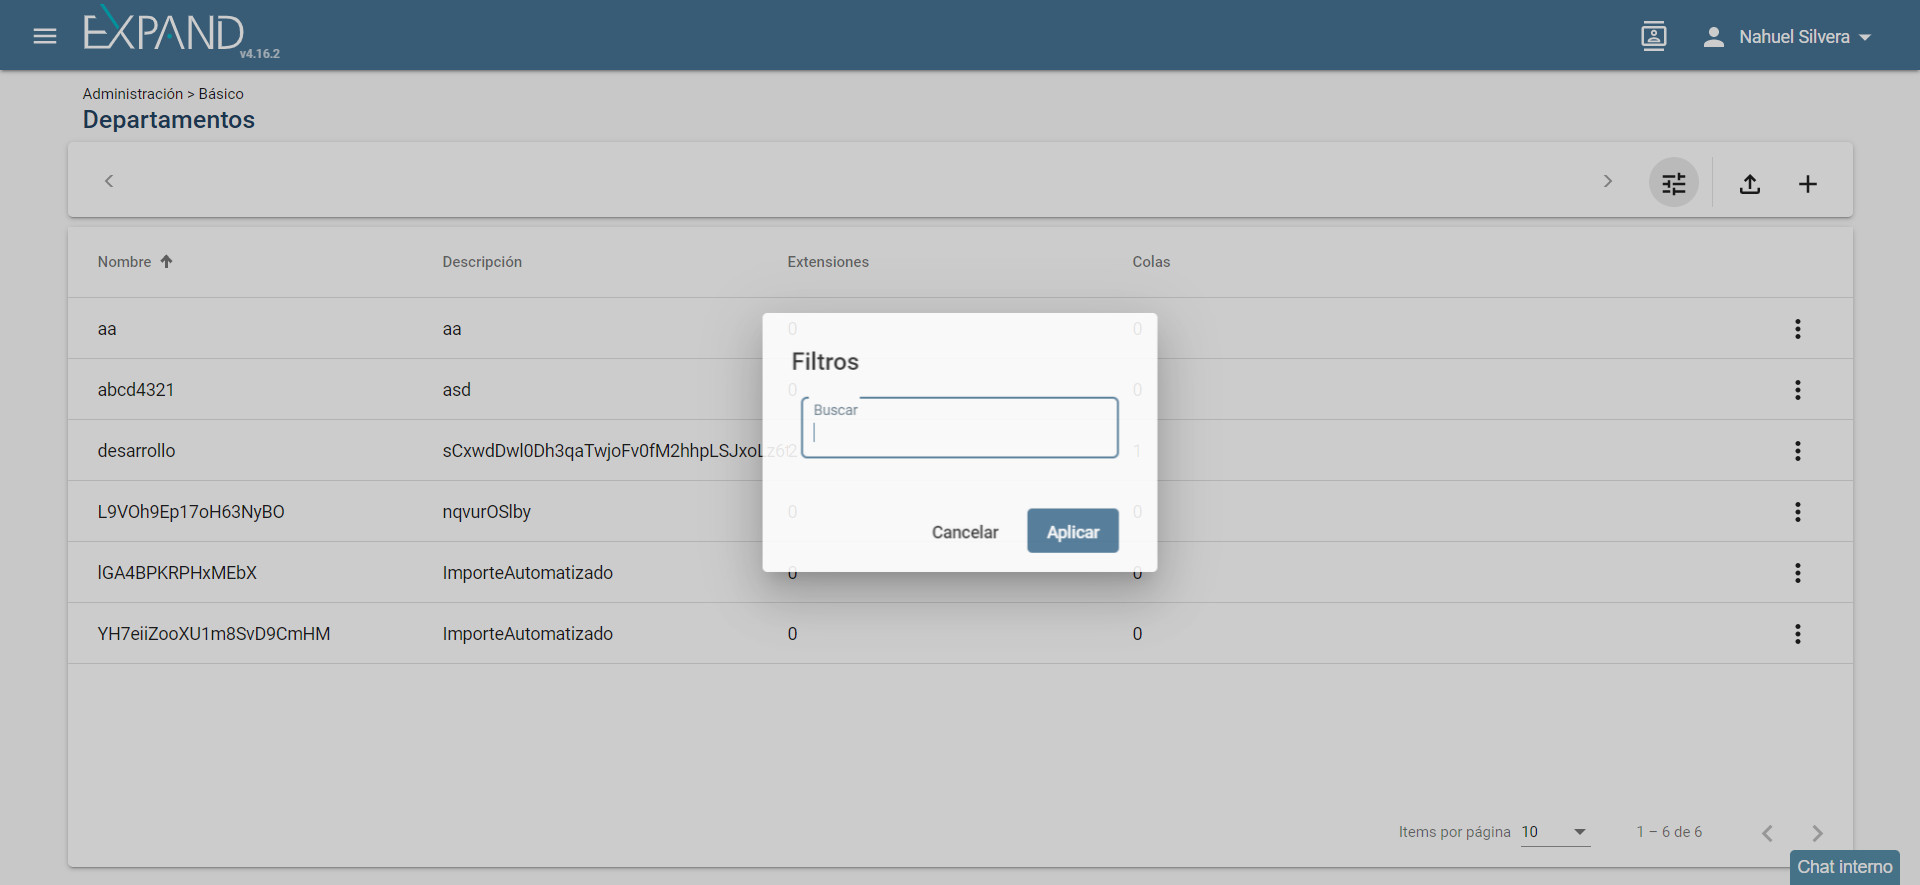 EXPAND
v4.16.2
Nahuel Silvera
Administración > Básico
Departamentos
Nombre Descripción Extensiones Colas
aa aa 0 0
abcd4321 asd 0 0
desarrollo 2 1
L9VOh9Ep17oH63NyBO nqvurOSlby 0 0
ImporteAutomatizado 0 0
YH7eiiZooXU1m8SvD9CmHM ImporteAutomatizado 0 0
Filtros
Buscar
Cancelar Aplicar
Items por página 10 1 – 6 de 6
Chat interno